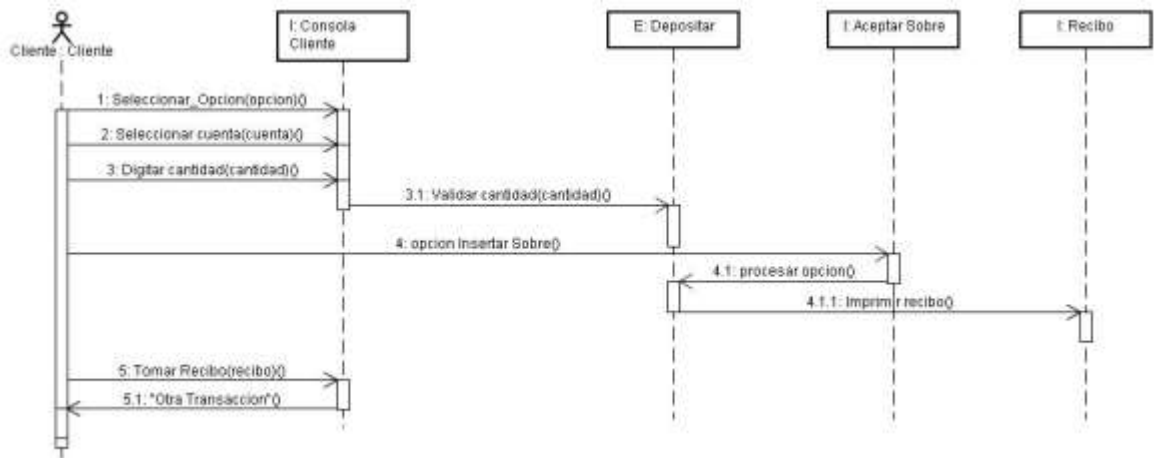 Cliente : Cliente
I: Consola
Cliente
E: Depositar
I: Aceptar Sobre
I: Recibo
1: Seleccionar_Opcion(opcion)()
2: Seleccionar cuenta(cuenta)()
3: Digitar cantidad(cantidad)()
3.1: Validar cantidad(cantidad)()
4: opcion Insertar Sobre()
4.1: procesar opcion()
4.1.1: Imprimir recibo()
5: Tomar Recibo(recibo)()
5.1: "Otra Transaccion"()